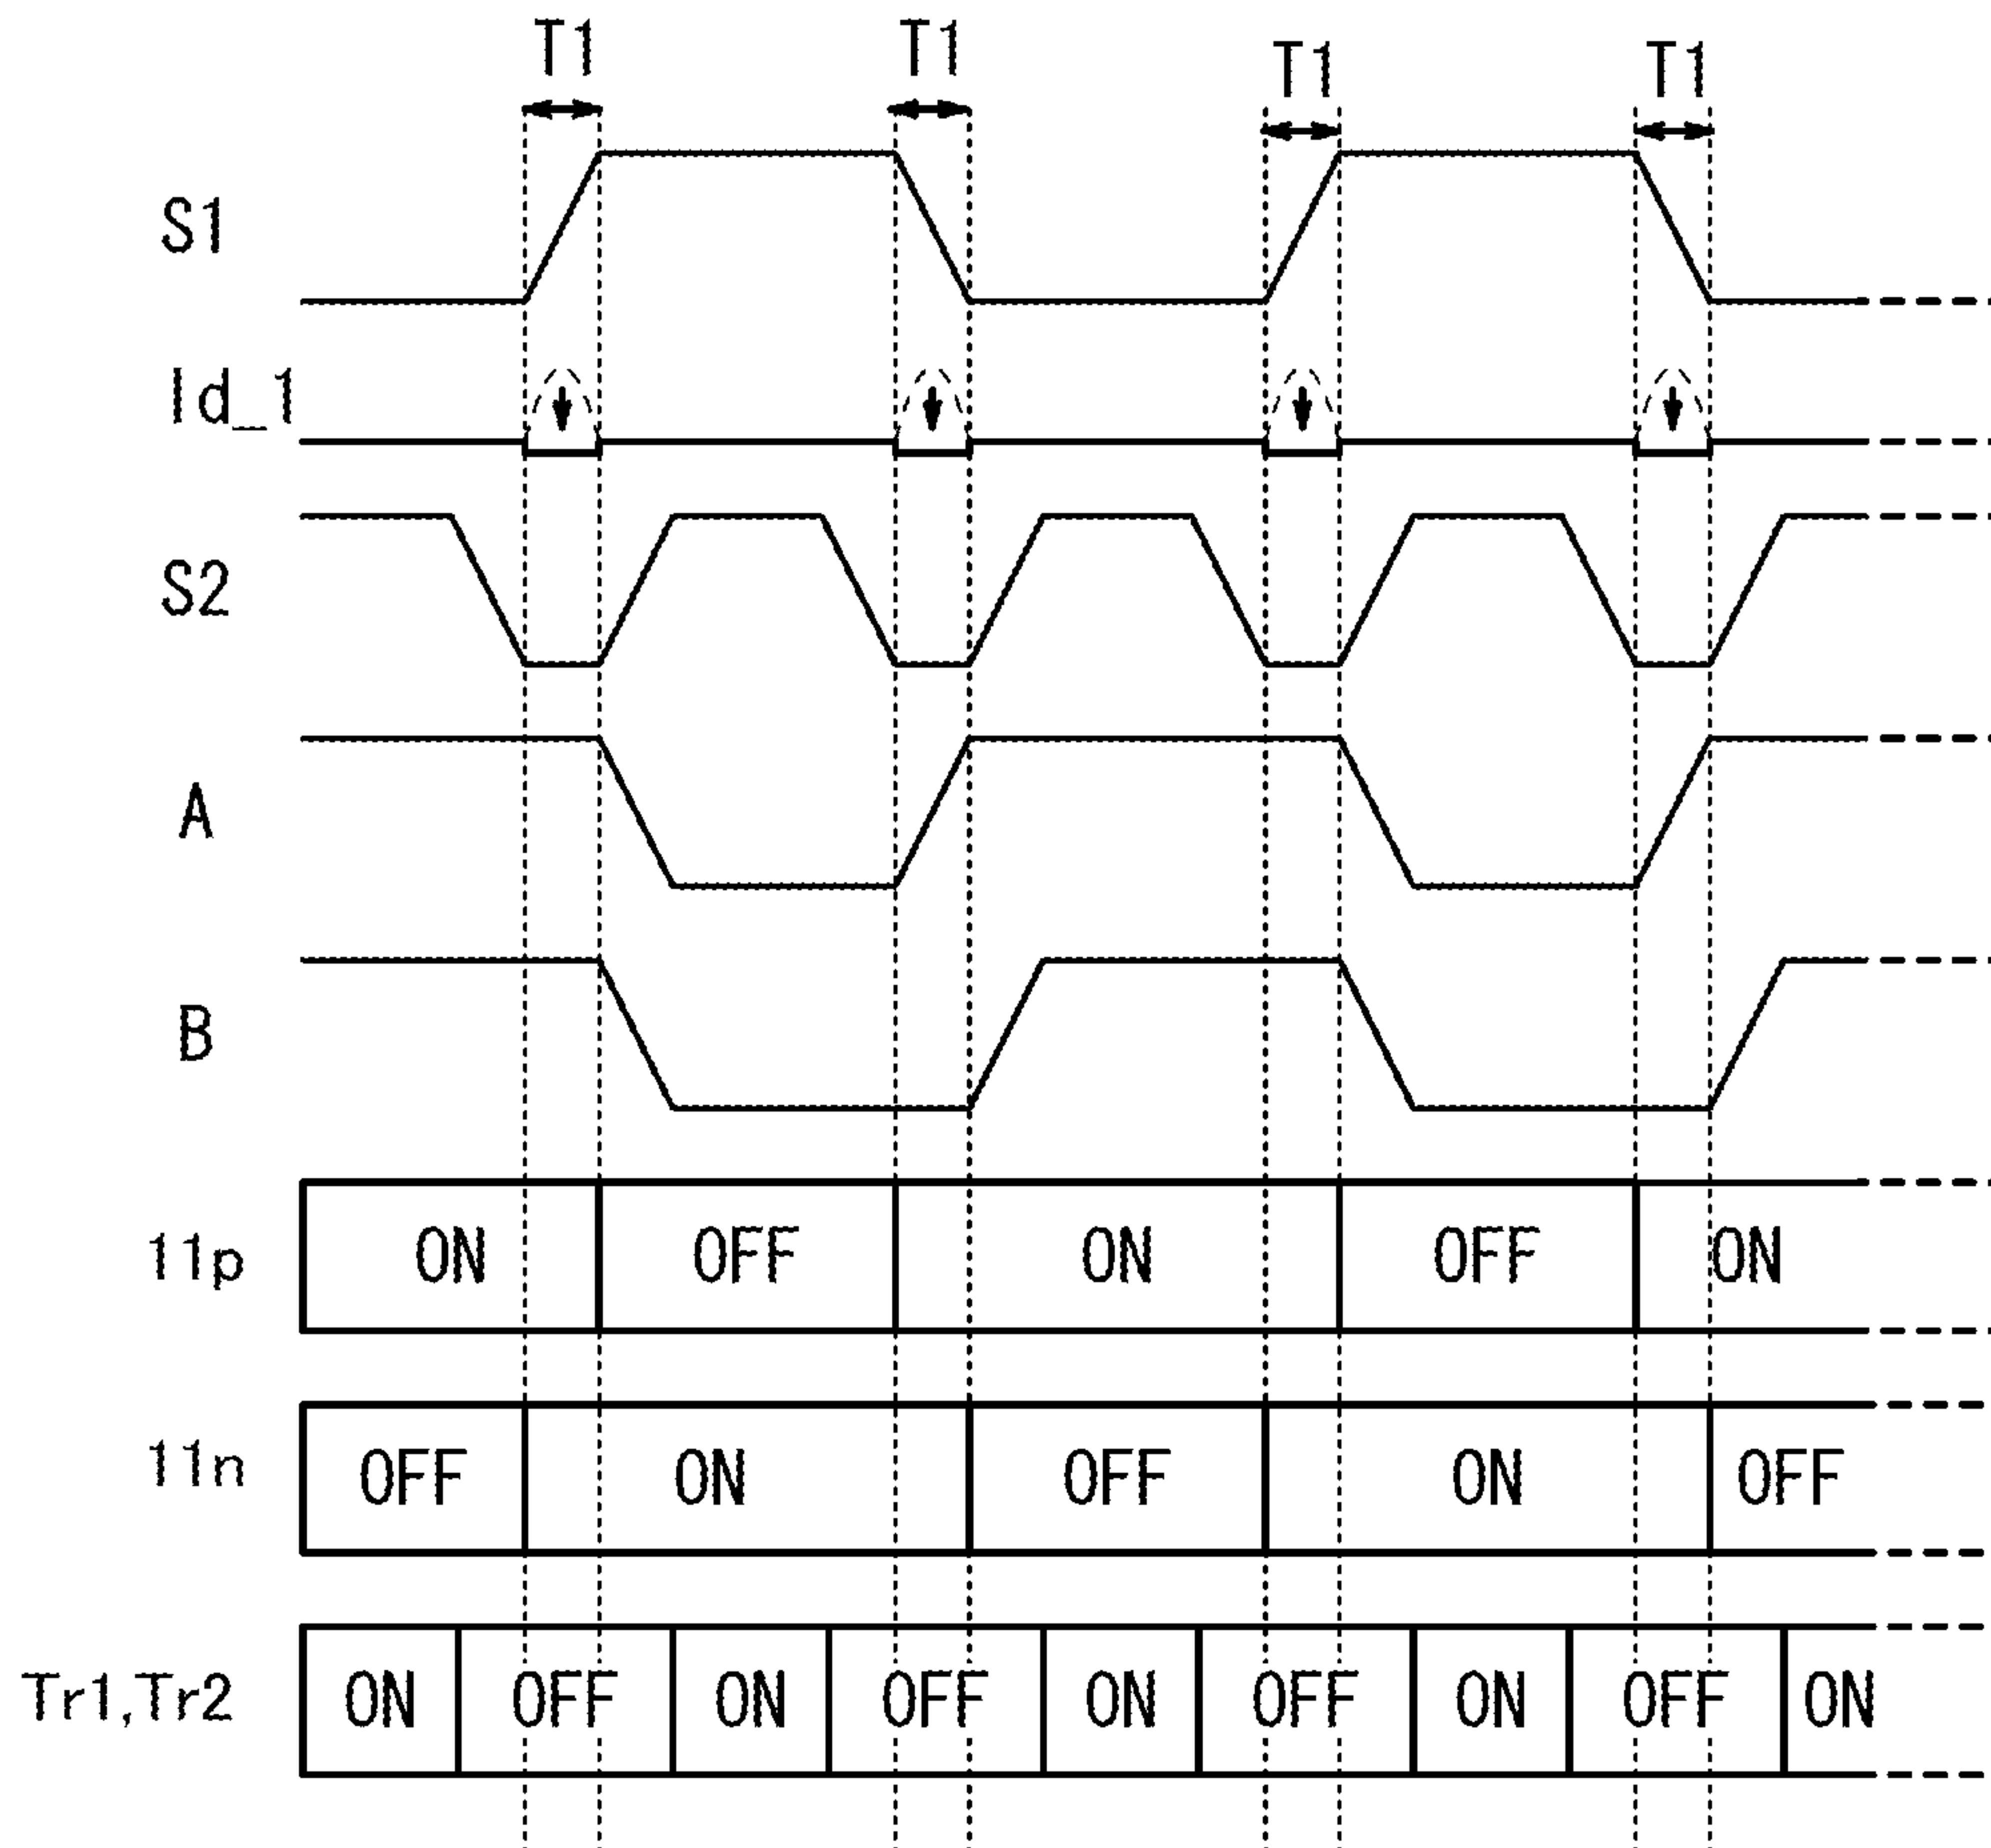 T1 T1 T1 T1
S1
Id_1
S2
A
B
11p ON OFF ON OFF ON
11n OFF ON OFF ON OFF
Tr1,Tr2 ON OFF ON OFF ON OFF ON OFF ON